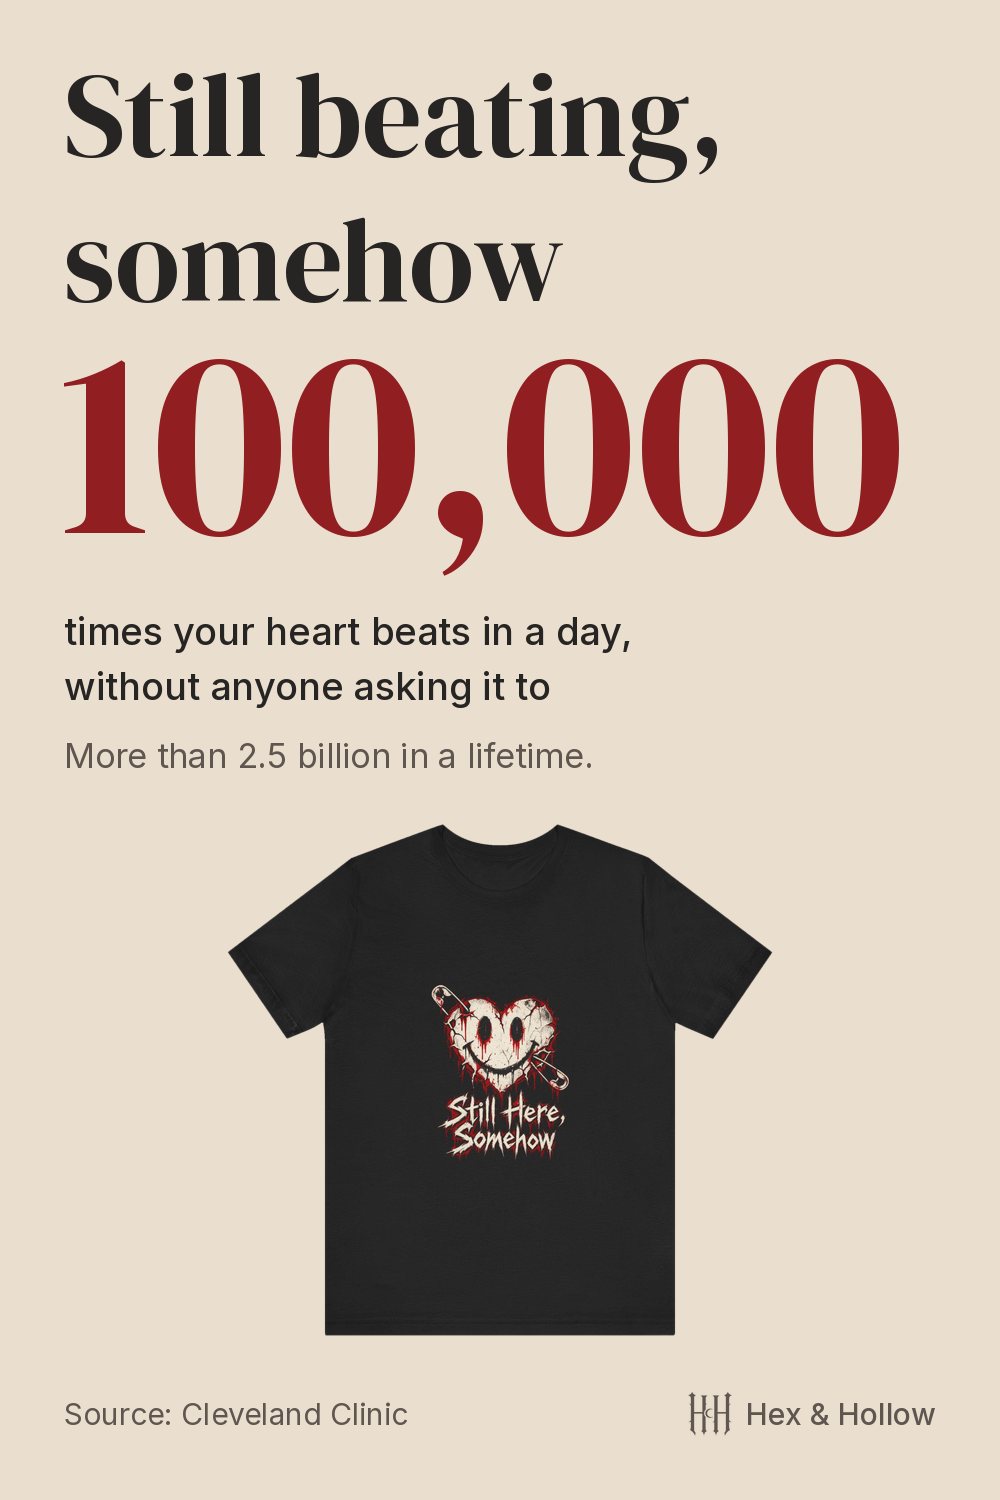 Still beating,
somehow
100,000
times your heart beats in a day,
without anyone asking it to
More than 2.5 billion in a lifetime.
Still Here,
Somehow
Source: Cleveland Clinic
HH Hex & Hollow